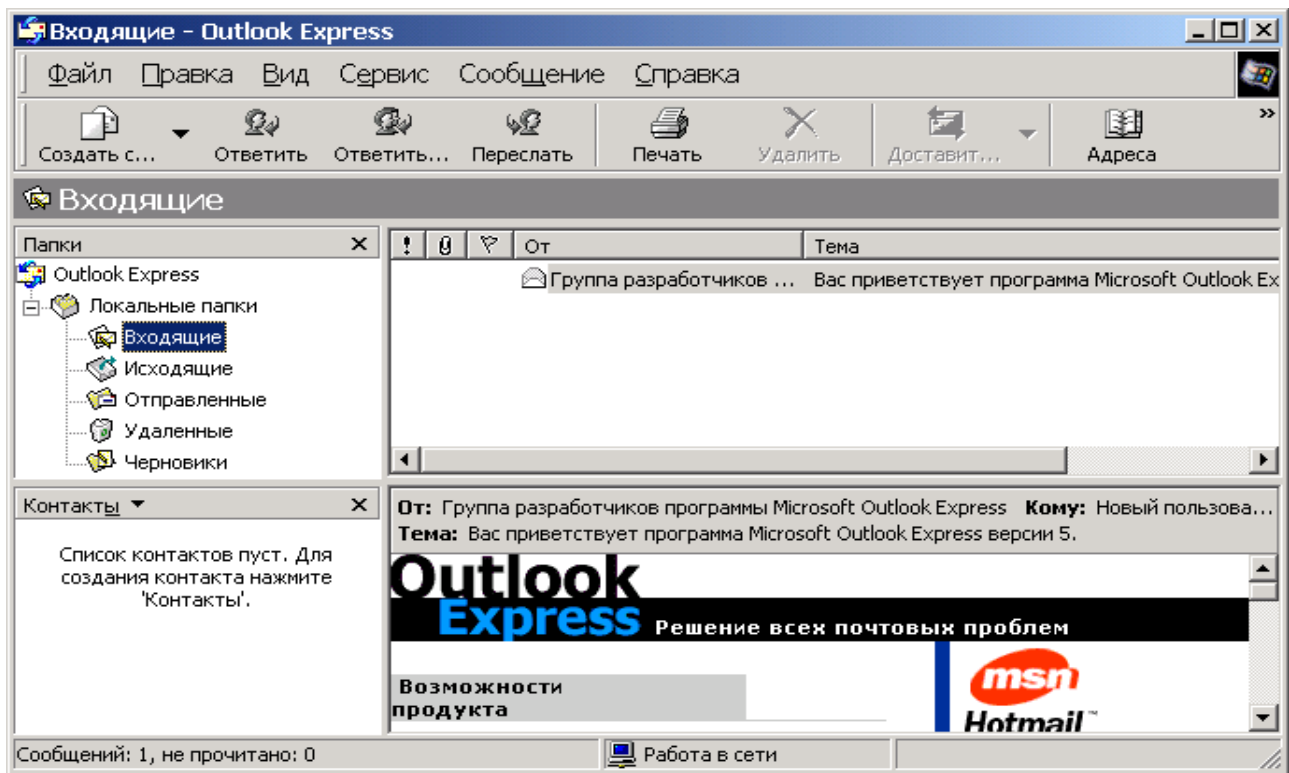 Входящие - Outlook Express
Файл Правка Вид Сервис Сообщение Справка
Создать с... Ответить Ответить... Переслать Печать Удалить Доставит... Адреса »
Входящие
Папки
Outlook Express
Локальные папки
Входящие
Исходящие
Отправленные
Удаленные
Черновики
От Тема
Группа разработчиков ... Вас приветствует программа Microsoft Outlook Ex
Контакты
Список контактов пуст. Для
создания контакта нажмите
'Контакты'.
От: Группа разработчиков программы Microsoft Outlook Express Кому: Новый пользова...
Тема: Вас приветствует программа Microsoft Outlook Express версии 5.
Outlook
Express Решение всех почтовых проблем
Возможности
продукта
msn
Hotmail™
Сообщений: 1, не прочитано: 0 Работа в сети